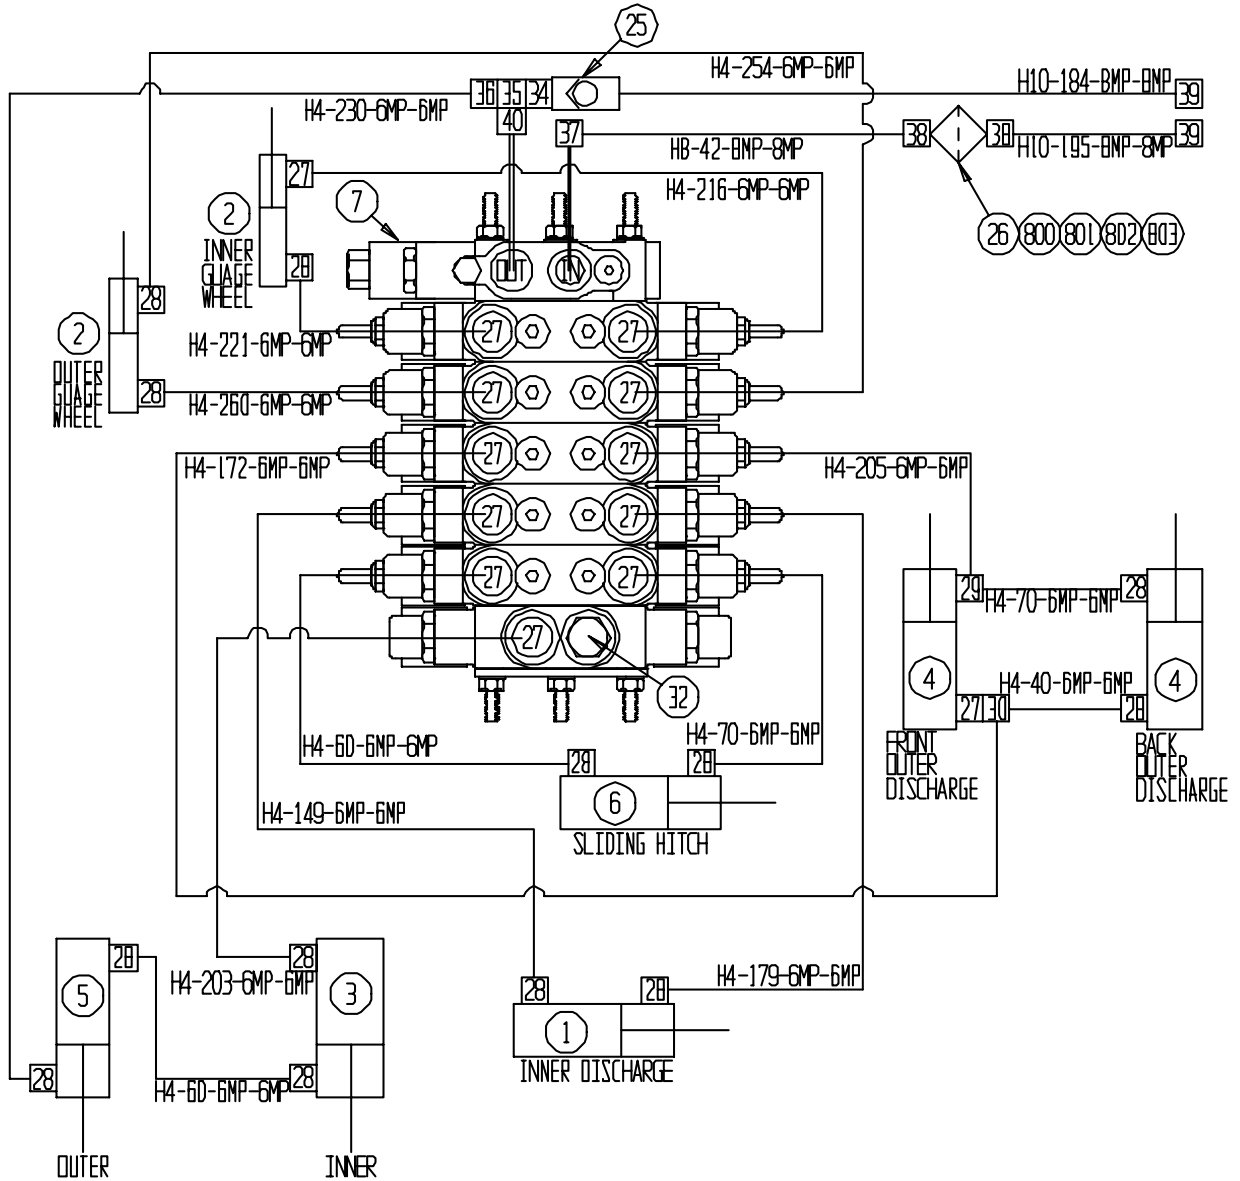 25
H4-254-6MP-6MP
H10-184-8MP-8MP
36 35 34
39
H4-230-6MP-6MP
40
37
38
38
39
H8-42-8MP-8MP
H10-195-8MP-8MP
27
H4-216-6MP-6MP
7
2
26 800 801 802 803
INNER
GUAGE
WHEEL
28
OUT
IN
28
2
OUTER
GUAGE
WHEEL
H4-221-6MP-6MP
27
27
28
H4-260-6MP-6MP
27
27
H4-172-6MP-6MP
27
27
H4-205-6MP-6MP
27
27
27
27
29
H4-70-6MP-6MP
28
27
32
4
H4-40-6MP-6MP
4
27 30
28
H4-60-6MP-6MP
H4-70-6MP-6MP
FRONT
OUTER
DISCHARGE
BACK
OUTER
DISCHARGE
28
28
6
SLIDING HITCH
H4-149-6MP-6MP
28
28
H4-203-6MP-6MP
5
3
H4-179-6MP-6MP
28
28
1
INNER DISCHARGE
28
28
H4-60-6MP-6MP
OUTER
INNER